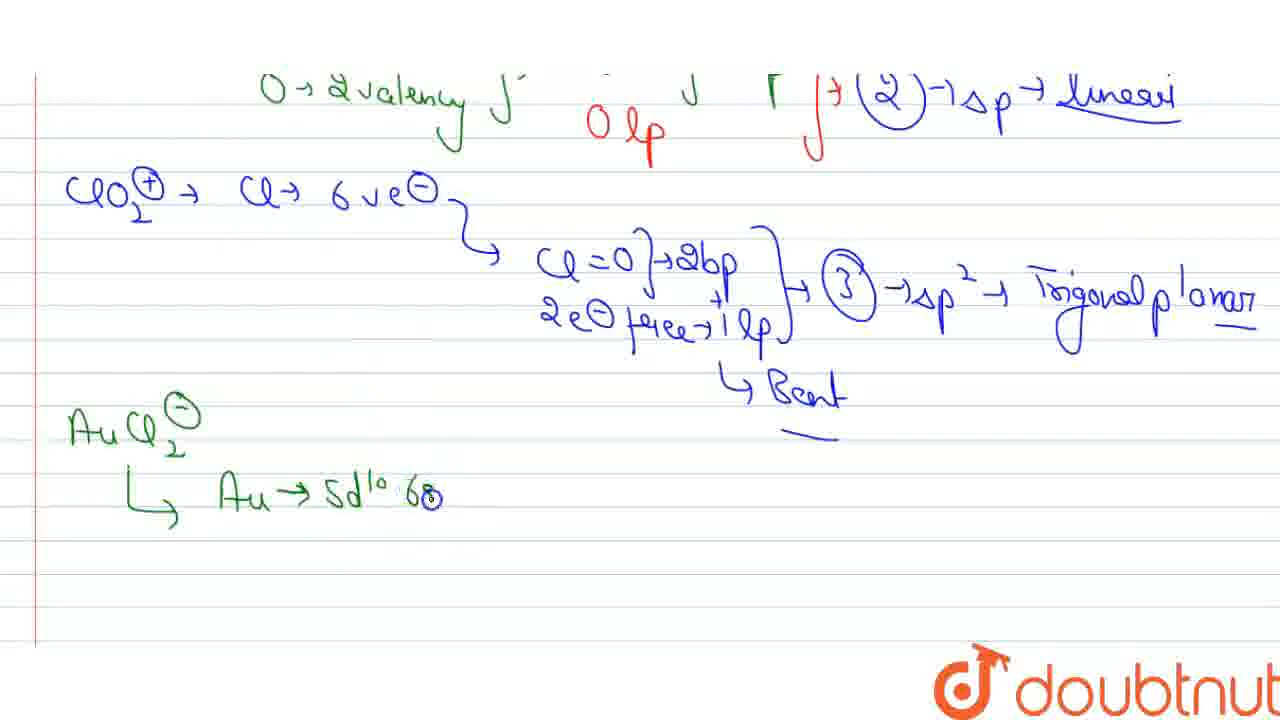 O → 2 valency } → (2) → sp → linear
0 lp
ClO2⊕ → Cl → 6 ve⊖
Cl=O } → 2bp
2e⊖ free → 1 lp
+
} → (3) → sp2 → Trigonal planar
↳ Bent
AuCl2⊖
↳ Au → 5d10 6s
doubtnut